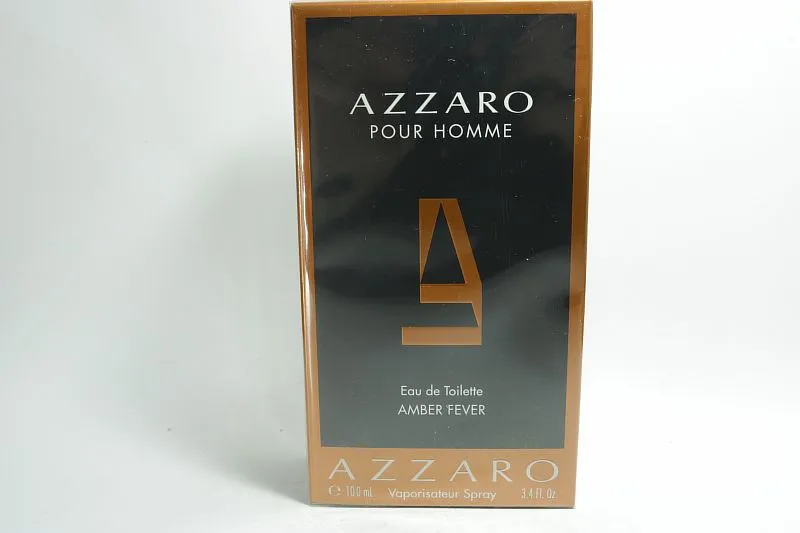 AZZARO
POUR HOMME
Eau de Toilette
AMBER FEVER
AZZARO
℮ 100 mL Vaporisateur Spray 3.4 fl. Oz